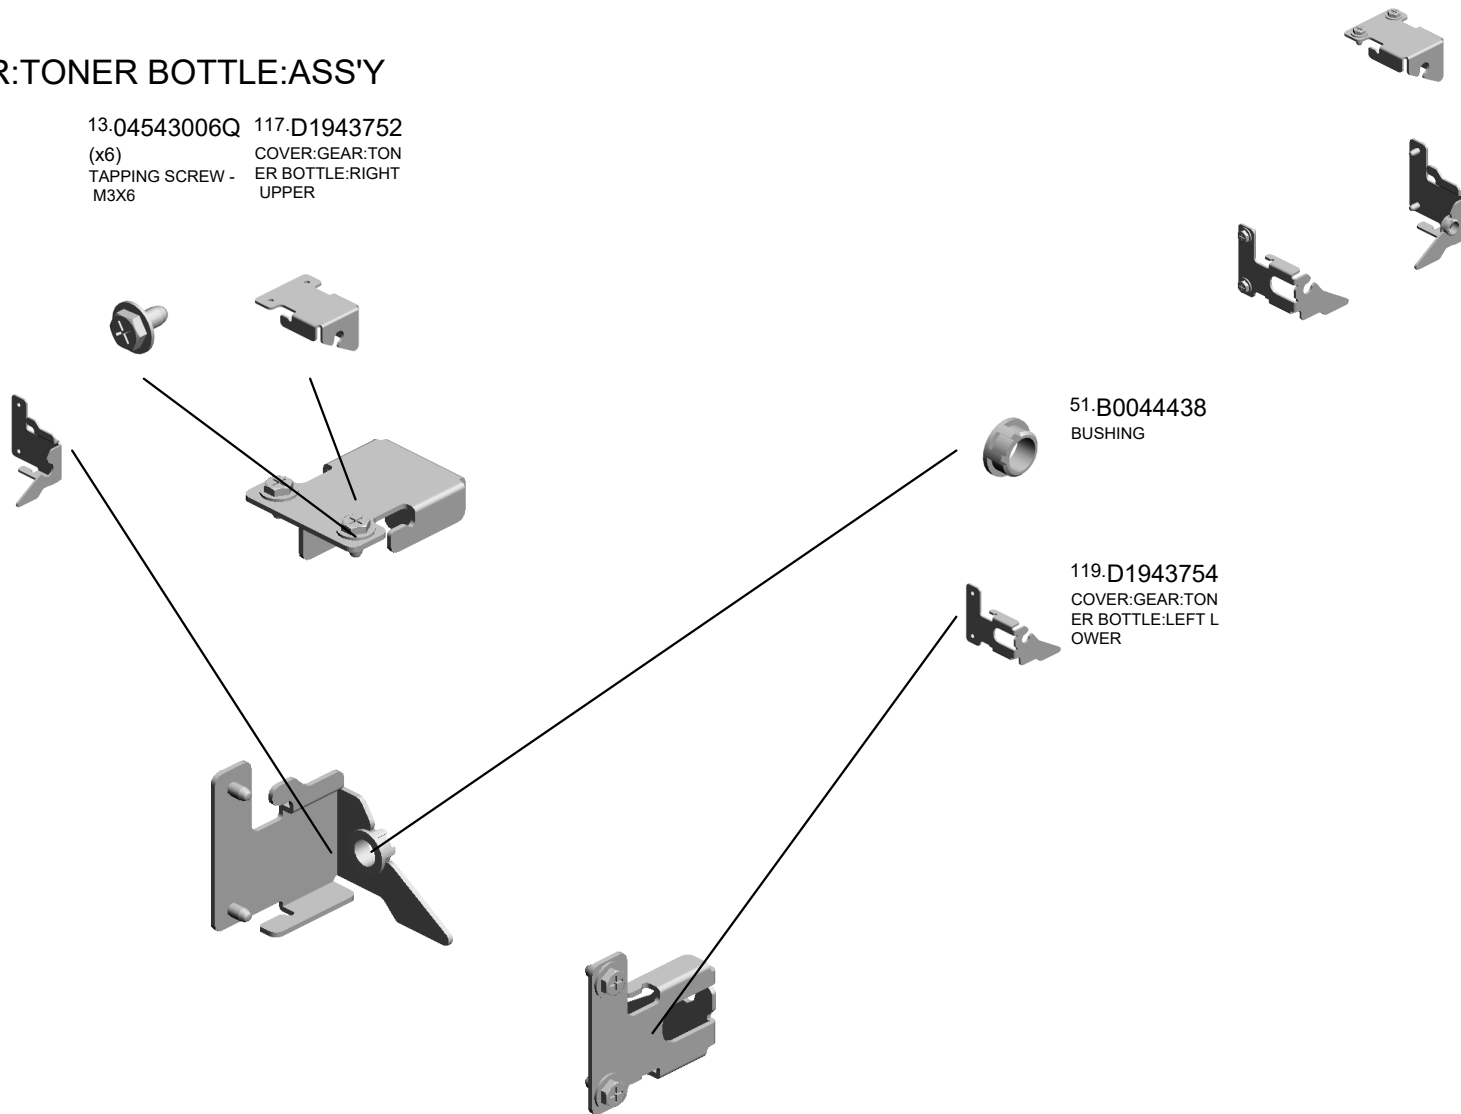 R:TONER BOTTLE:ASS'Y
13.04543006Q
(x6)
TAPPING SCREW -
M3X6
117.D1943752
COVER:GEAR:TON
ER BOTTLE:RIGHT
UPPER
51.B0044438
BUSHING
119.D1943754
COVER:GEAR:TON
ER BOTTLE:LEFT L
OWER